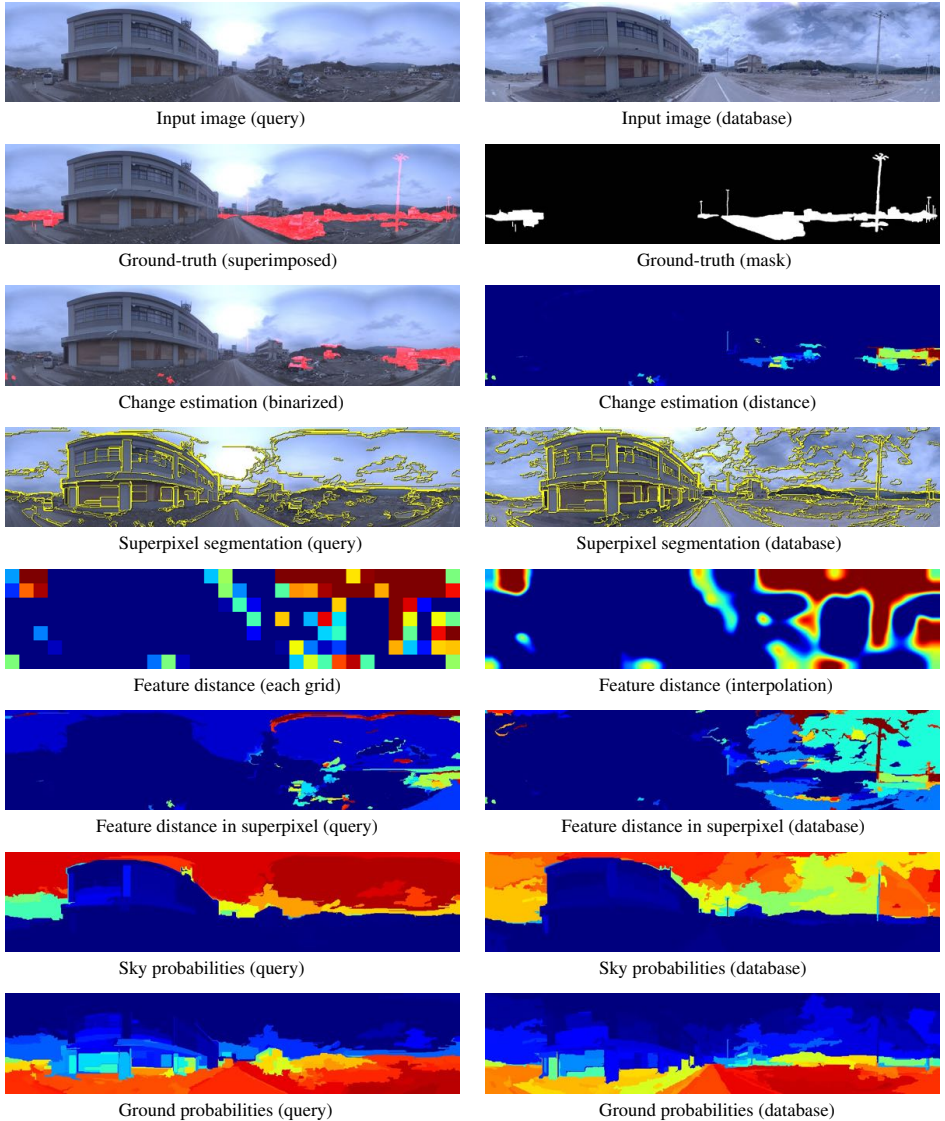 Input image (query)
Input image (database)
Ground-truth (superimposed)
Ground-truth (mask)
Change estimation (binarized)
Change estimation (distance)
Superpixel segmentation (query)
Superpixel segmentation (database)
Feature distance (each grid)
Feature distance (interpolation)
Feature distance in superpixel (query)
Feature distance in superpixel (database)
Sky probabilities (query)
Sky probabilities (database)
Ground probabilities (query)
Ground probabilities (database)